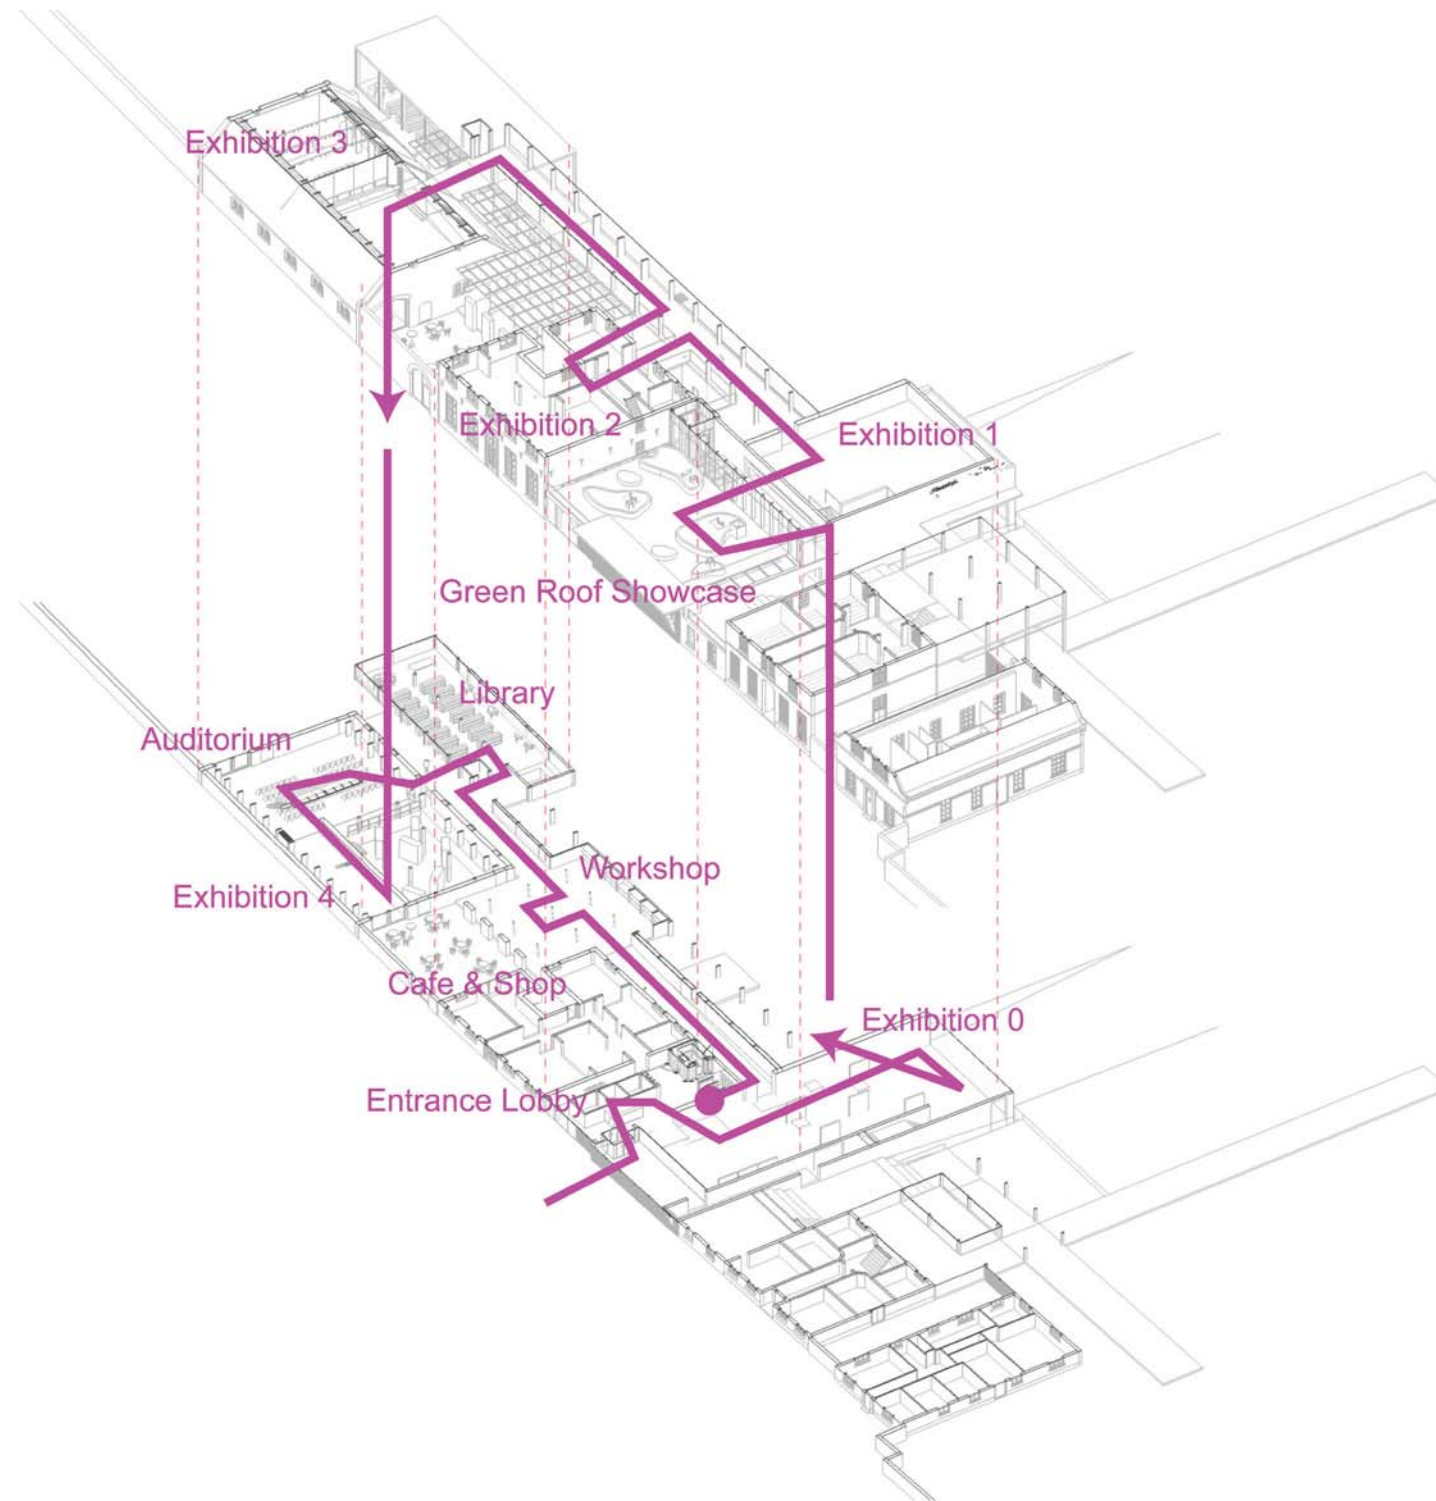 Exhibition 3
Exhibition 2
Exhibition 1
Green Roof Showcase
Library
Auditorium
Workshop
Exhibition 4
Cafe & Shop
Exhibition 0
Entrance Lobby